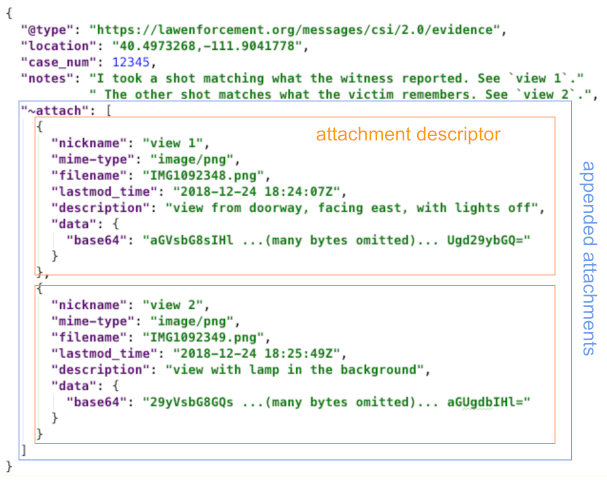 {
"@type": "https://lawenforcement.org/messages/csi/2.0/evidence",
"location": "40.4973268,-111.9041778",
"case_num": 12345,
"notes": "I took a shot matching what the witness reported. See `view 1`."
" The other shot matches what the victim remembers. See `view 2`.",
"~attach": [
{
attachment descriptor
"nickname": "view 1",
"mime-type": "image/png",
"filename": "IMG1092348.png",
"lastmod_time": "2018-12-24 18:24:07Z",
"description": "view from doorway, facing east, with lights off",
"data": {
"base64": "aGVsbG8sIHl ...(many bytes omitted)... Ugd29ybGQ="
}
},
{
"nickname": "view 2",
"mime-type": "image/png",
"filename": "IMG1092349.png",
"lastmod_time": "2018-12-24 18:25:49Z",
"description": "view with lamp in the background",
"data": {
"base64": "29yVsbG8GQs ...(many bytes omitted)... aGUgdbIHl="
}
}
]
}
appended attachments